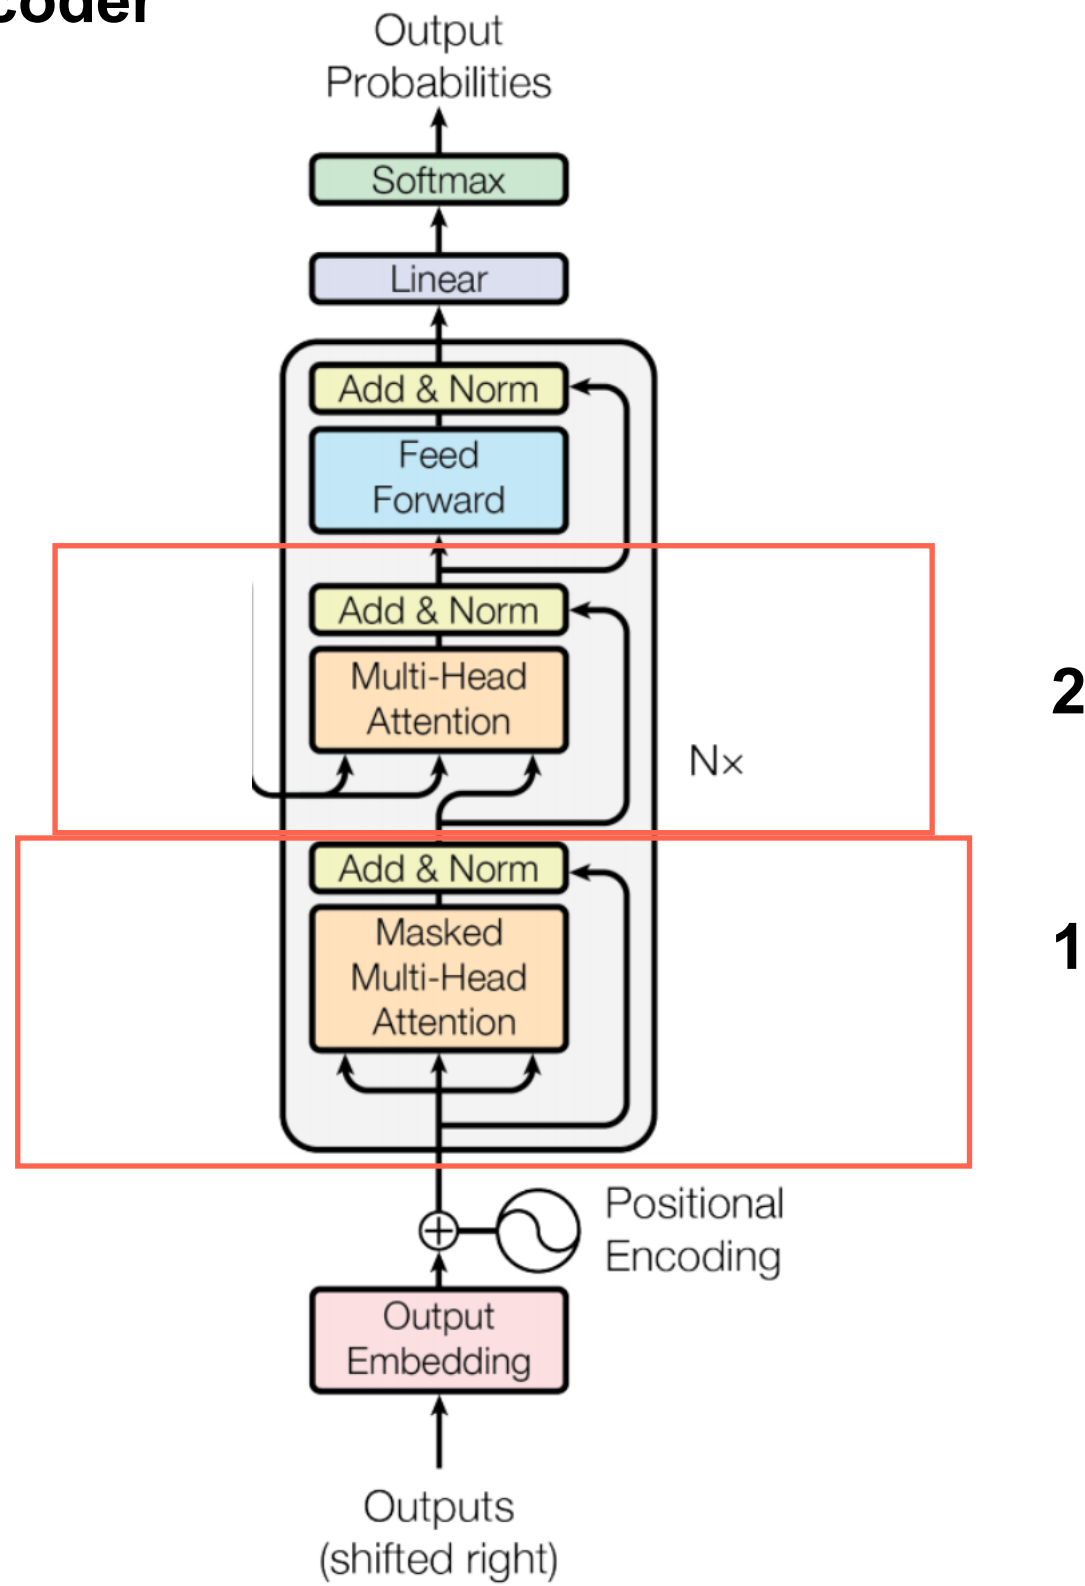 coder
Output
Probabilities
Softmax
Linear
Add & Norm
Feed
Forward
Add & Norm
Multi-Head
Attention
2
N×
Add & Norm
Masked
Multi-Head
Attention
1
Positional
Encoding
Output
Embedding
Outputs
(shifted right)